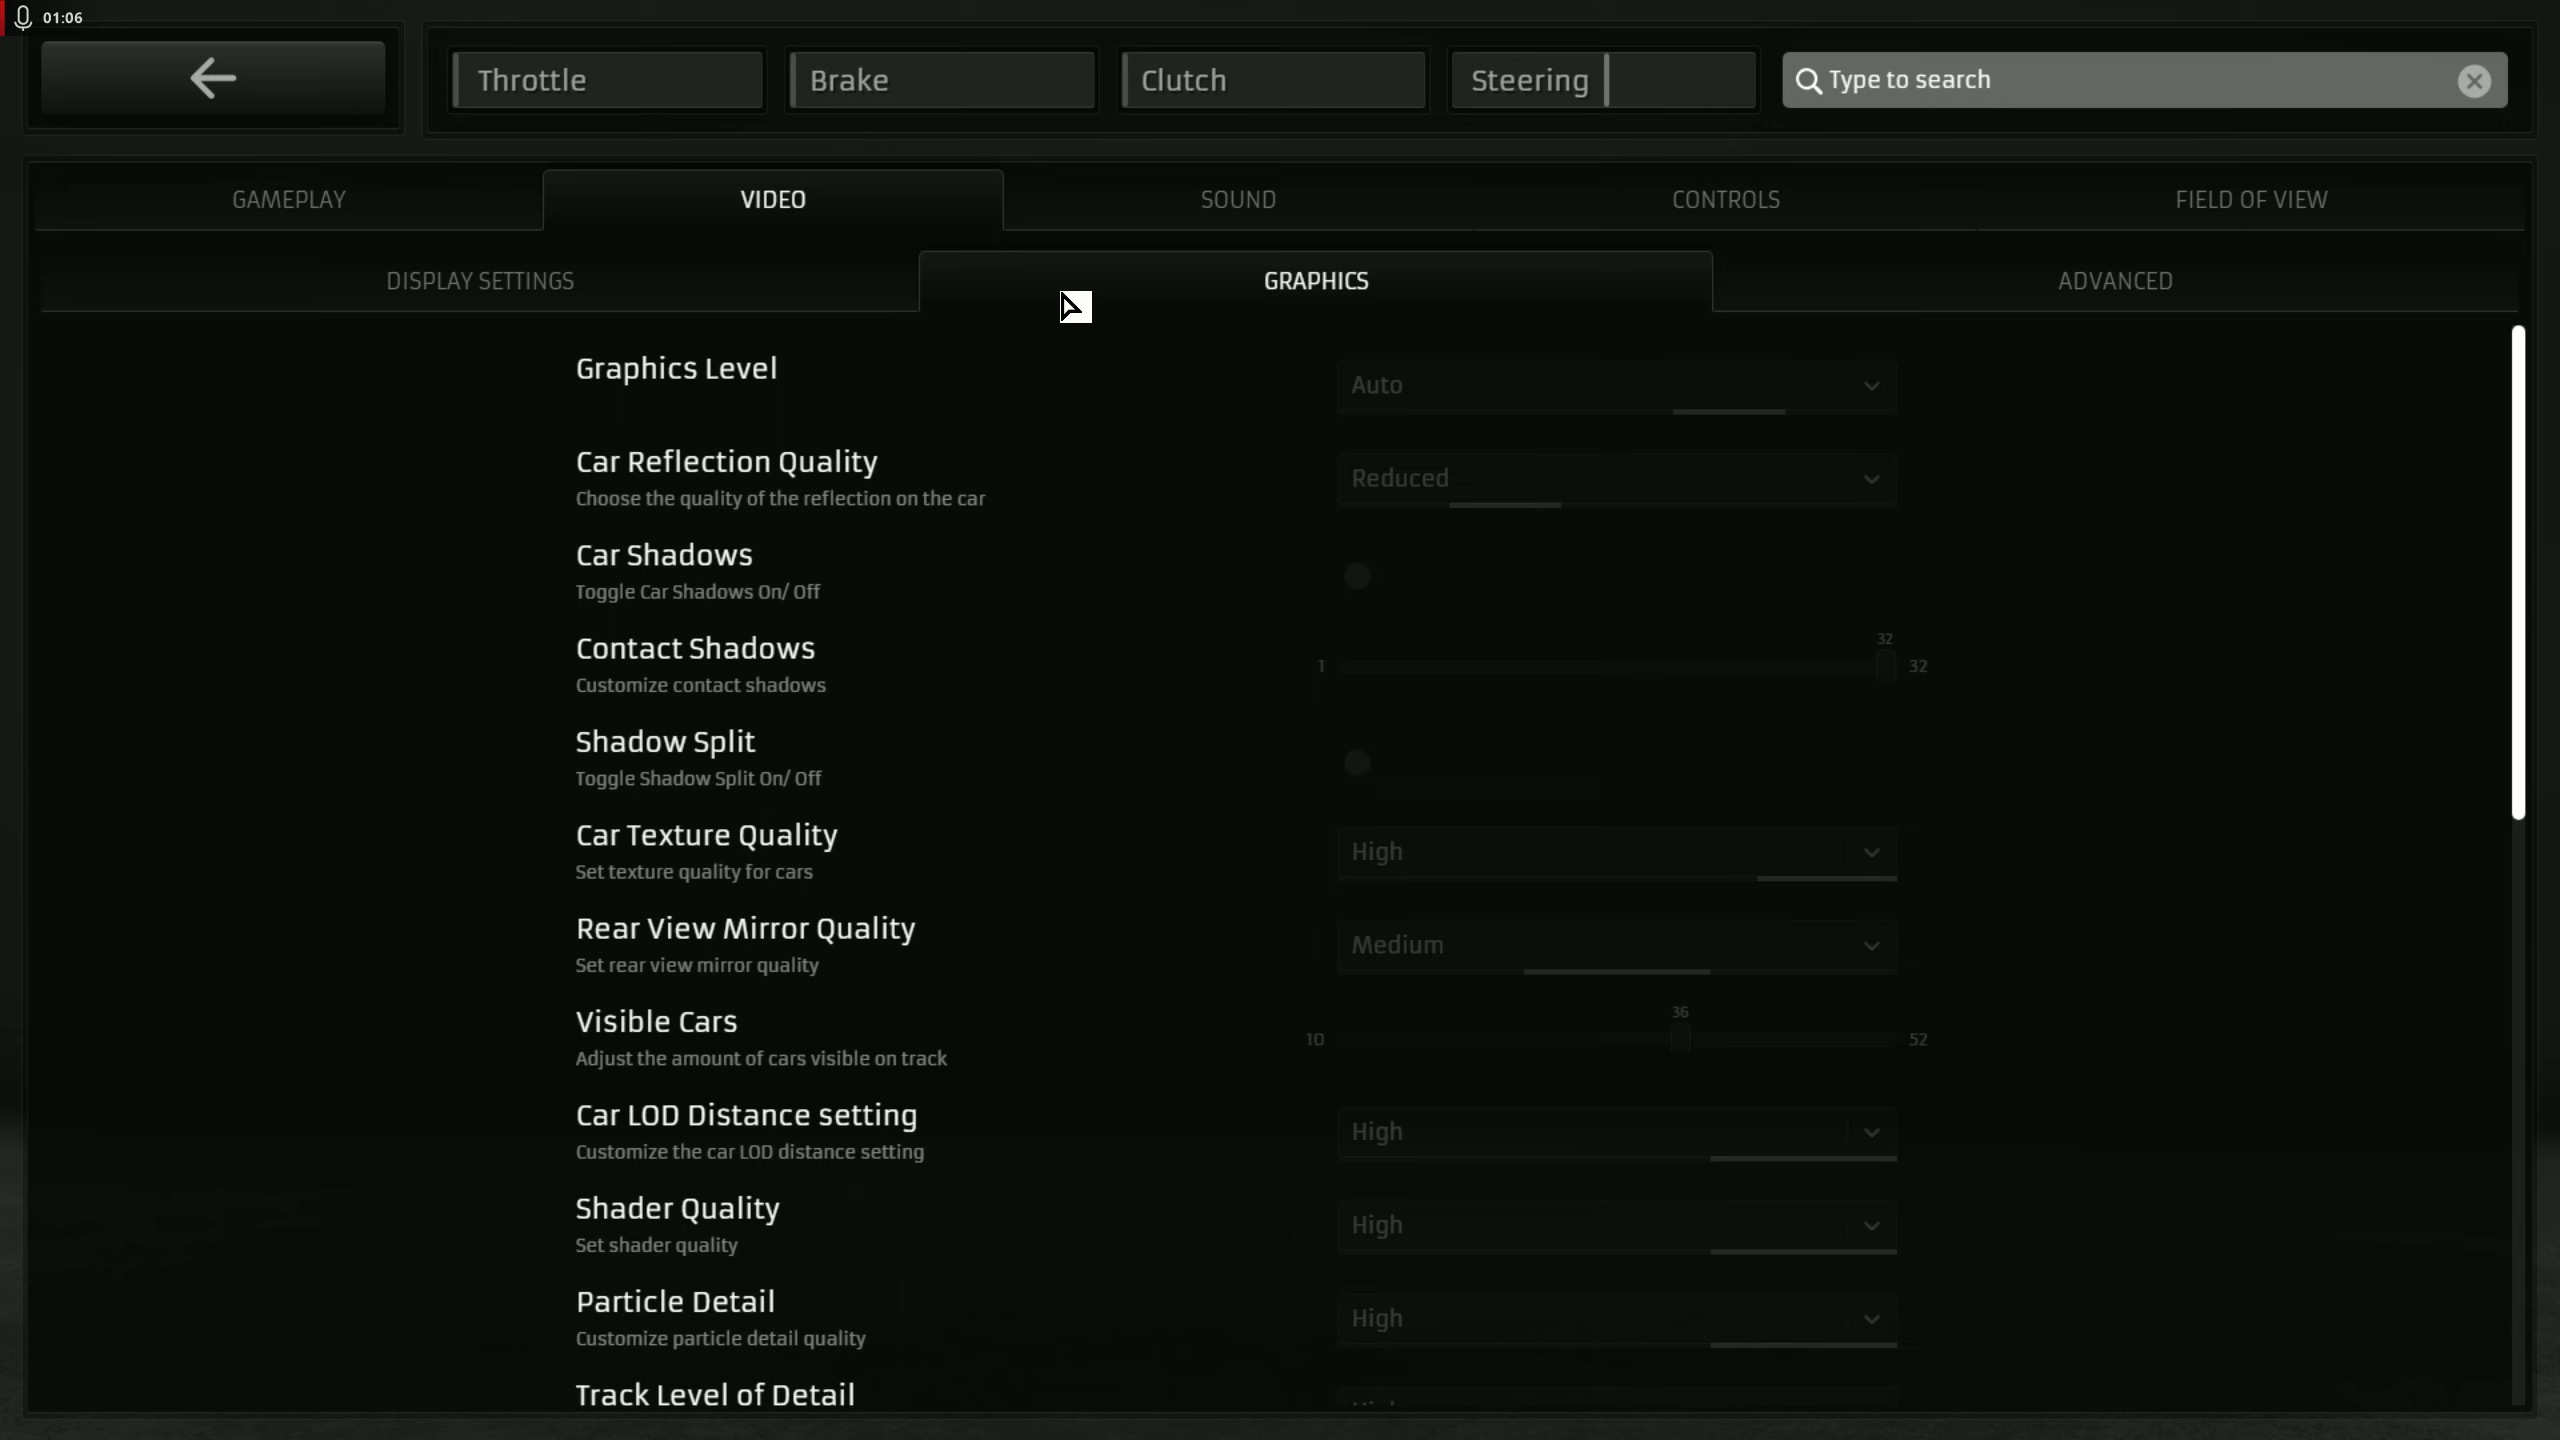 01:06
Throttle
Brake
Clutch
Steering
Type to search
GAMEPLAY
VIDEO
SOUND
CONTROLS
FIELD OF VIEW
DISPLAY SETTINGS
GRAPHICS
ADVANCED
Graphics Level
Auto
Car Reflection Quality
Choose the quality of the reflection on the car
Reduced
Car Shadows
Toggle Car Shadows On/ Off
Contact Shadows
Customize contact shadows
1
32
32
Shadow Split
Toggle Shadow Split On/ Off
Car Texture Quality
Set texture quality for cars
High
Rear View Mirror Quality
Set rear view mirror quality
Medium
Visible Cars
Adjust the amount of cars visible on track
10
36
52
Car LOD Distance setting
Customize the car LOD distance setting
High
Shader Quality
Set shader quality
High
Particle Detail
Customize particle detail quality
High
Track Level of Detail